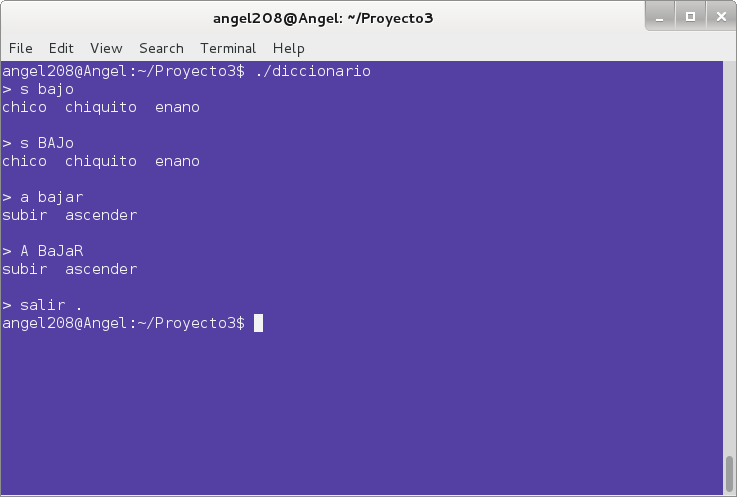 angel208@Angel: ~/Proyecto3
File Edit View Search Terminal Help
angel208@Angel:~/Proyecto3$ ./diccionario
> s bajo
chico  chiquito  enano
> s BAJo
chico  chiquito  enano
> a bajar
subir  ascender
> A BaJaR
subir  ascender
> salir .
angel208@Angel:~/Proyecto3$